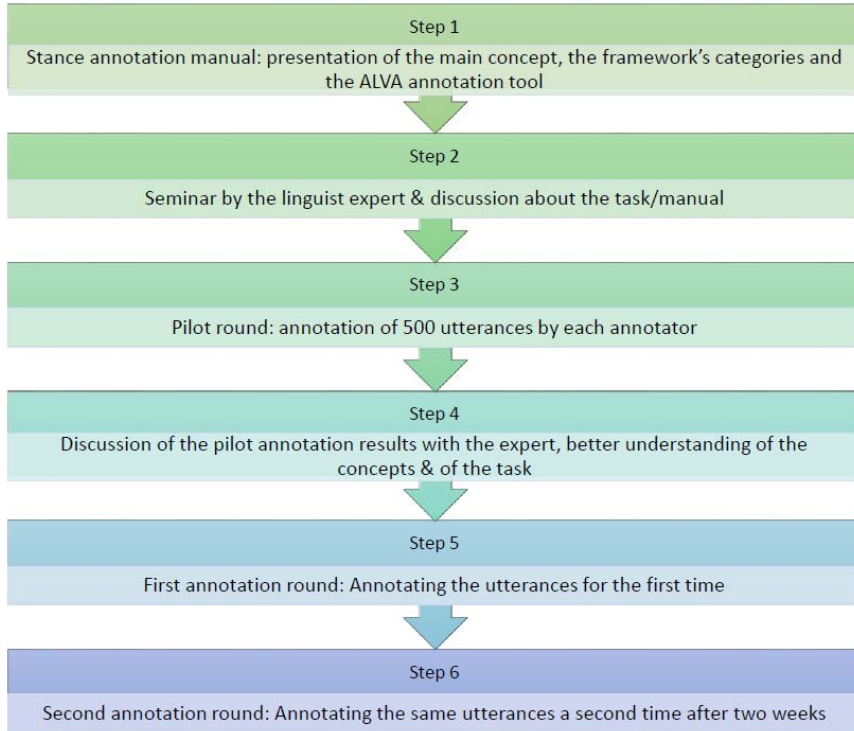 Step 1
Stance annotation manual: presentation of the main concept, the framework's categories and
the ALVA annotation tool
Step 2
Seminar by the linguist expert & discussion about the task/manual
Step 3
Pilot round: annotation of 500 utterances by each annotator
Step 4
Discussion of the pilot annotation results with the expert, better understanding of the
concepts & of the task
Step 5
First annotation round: Annotating the utterances for the first time
Step 6
Second annotation round: Annotating the same utterances a second time after two weeks